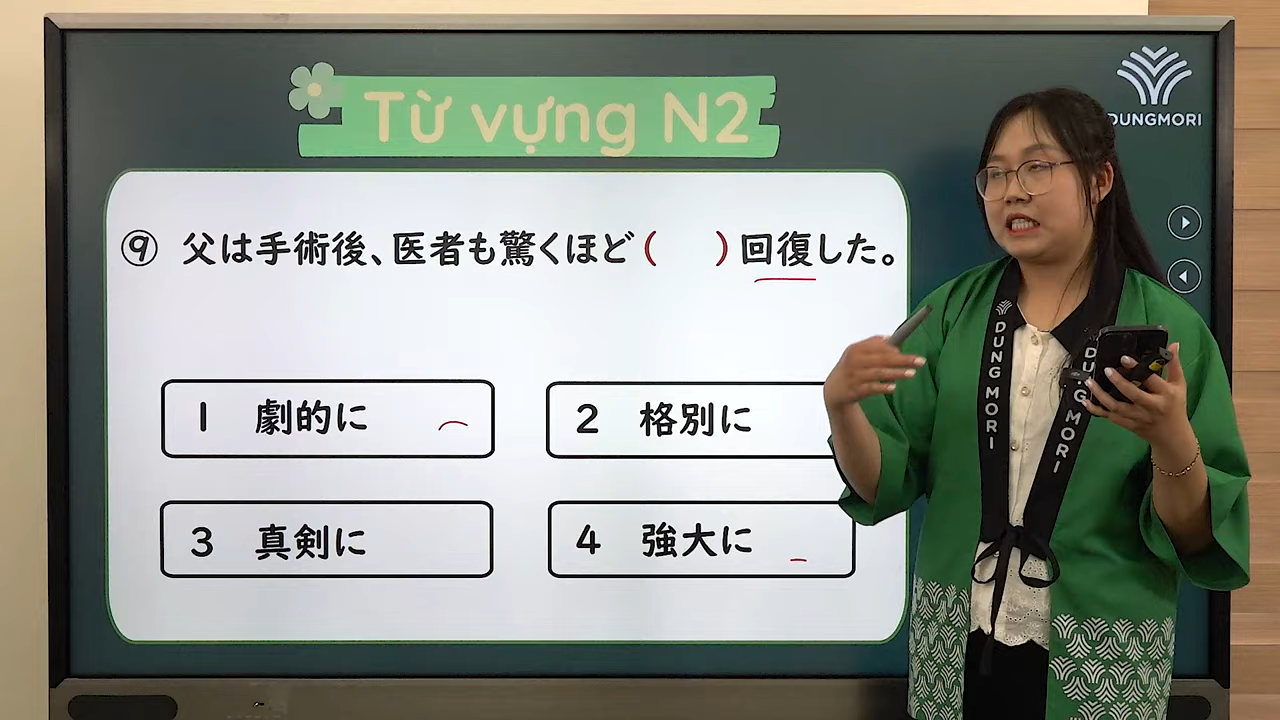 Từ vựng N2
DUNGMORI
⑨ 父は手術後、医者も驚くほど( )回復した。
1 劇的に
2 格別に
3 真剣に
4 強大に
DUNG MORI
DUNG MORI